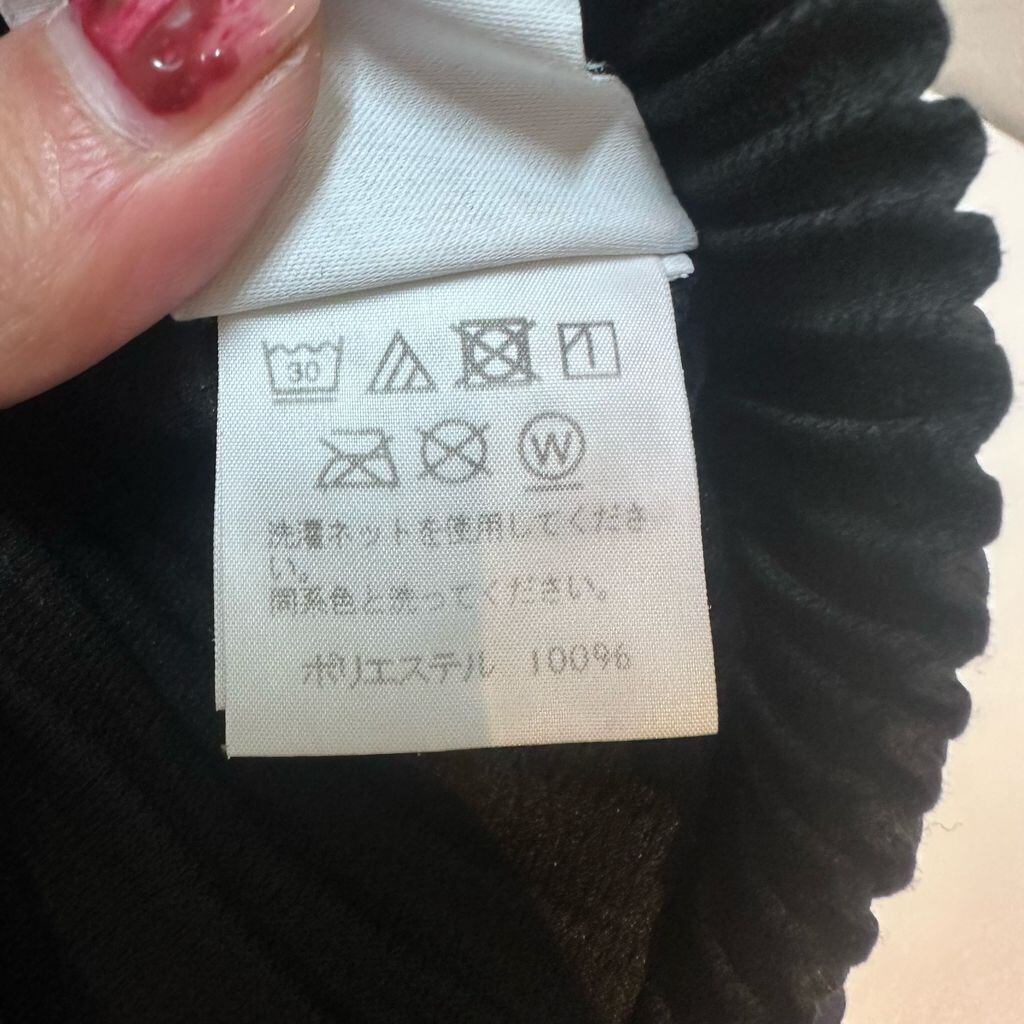 30
W
洗濯ネットを使用してくださ
い。
同系色と洗ってください。
ポリエステル 100%